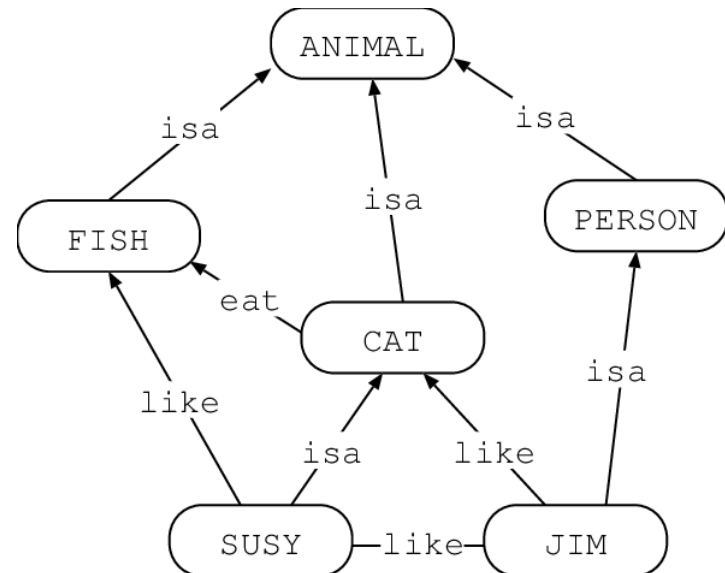 ANIMAL
isa
isa
isa
FISH
PERSON
eat
CAT
like
isa
isa
like
SUSY
like
JIM